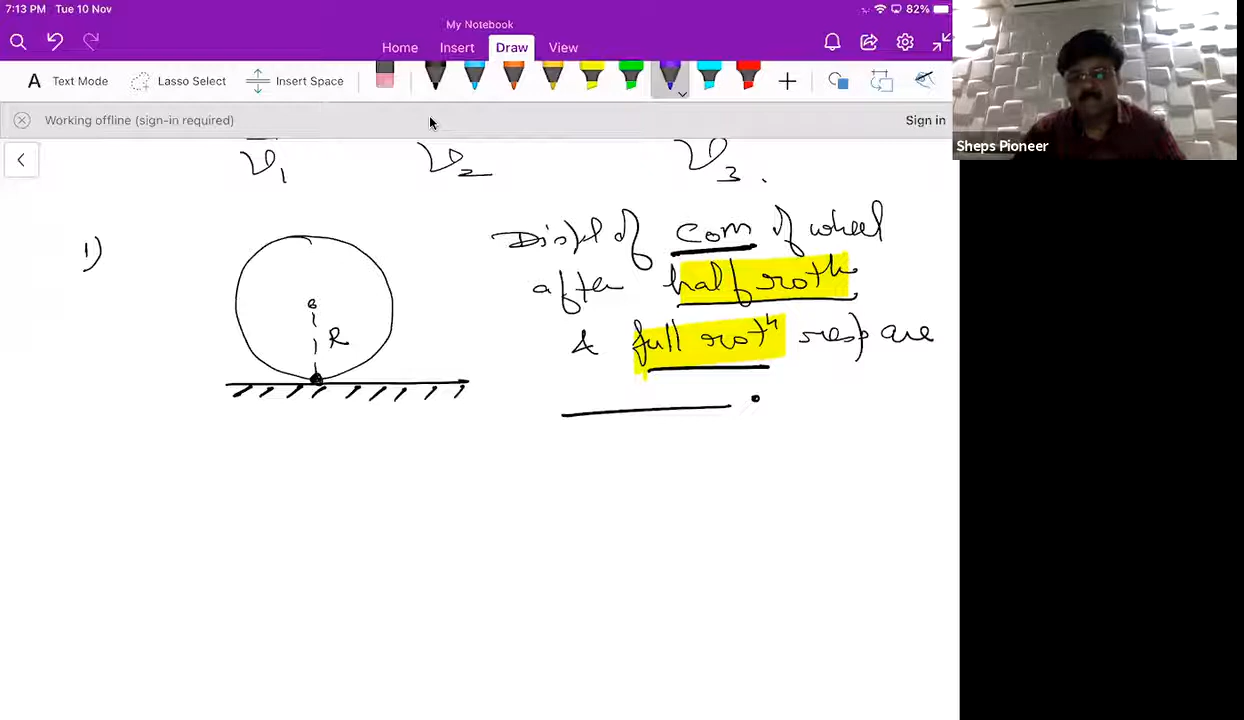 7:13 PM Tue 10 Nov
82%
My Notebook
Home Insert Draw View
A Text Mode Lasso Select Insert Space
Working offline (sign-in required)
Sign in
Sheps Pioneer
V1 V2 V3.
1)
R
Displ of com of wheel
after half rotn
& full rotn resp are